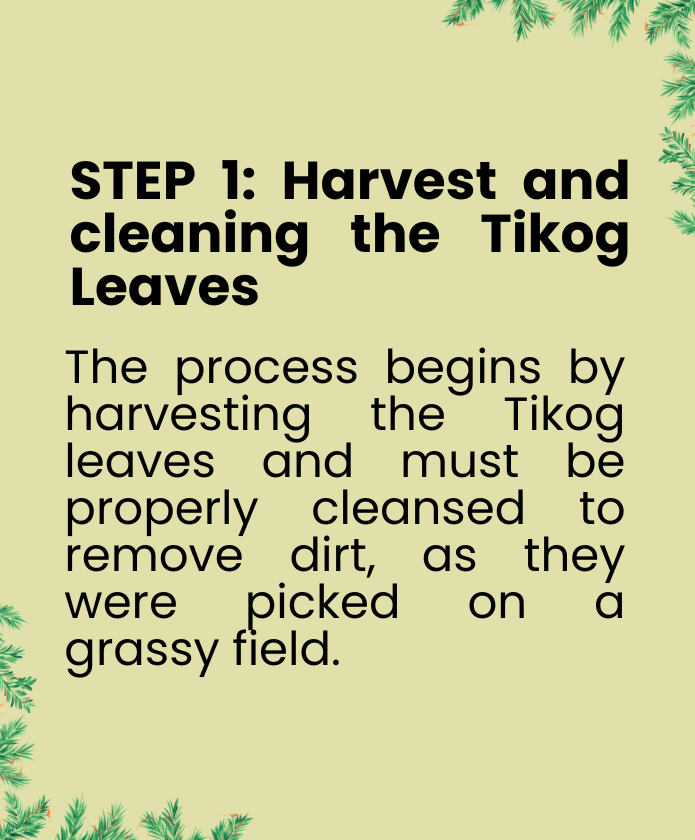 STEP 1: Harvest and
cleaning the Tikog
Leaves
The process begins by
harvesting the Tikog
leaves and must be
properly cleansed to
remove dirt, as they
were picked on a
grassy field.